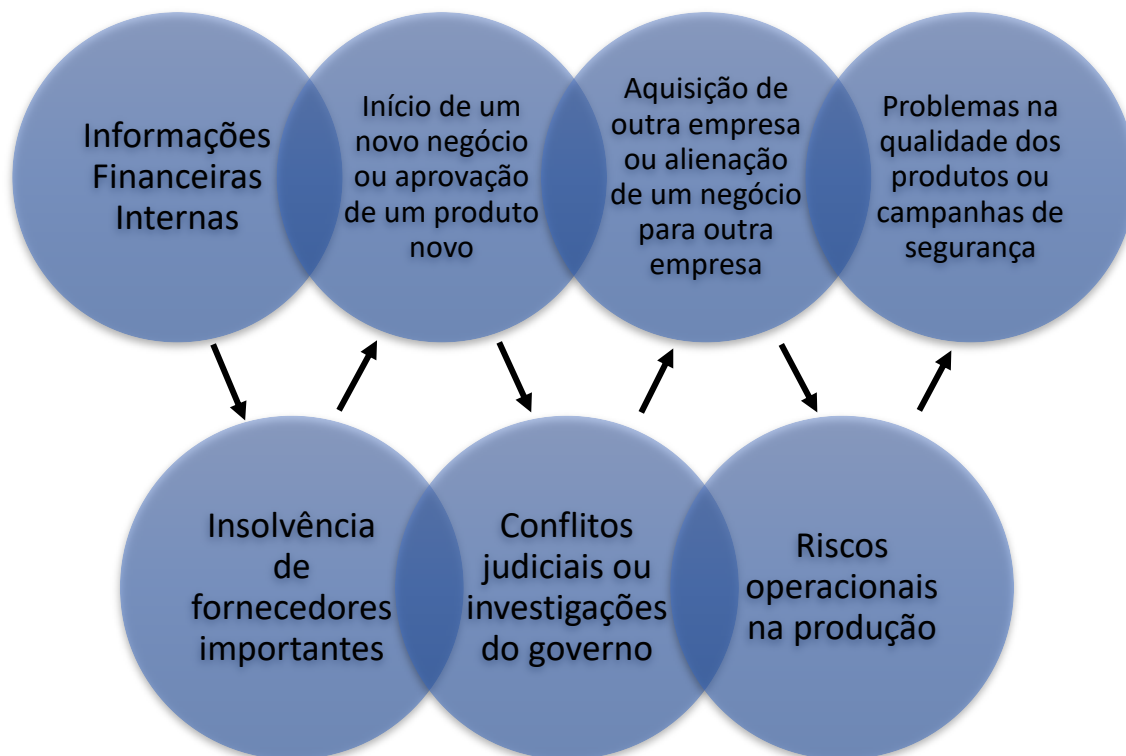 Informações
Financeiras
Internas
Início de um
novo negócio
ou aprovação
de um produto
novo
Aquisição de
outra empresa
ou alienação
de um negócio
para outra
empresa
Problemas na
qualidade dos
produtos ou
campanhas de
segurança
Insolvência
de
fornecedores
importantes
Conflitos
judiciais ou
investigações
do governo
Riscos
operacionais
na produção